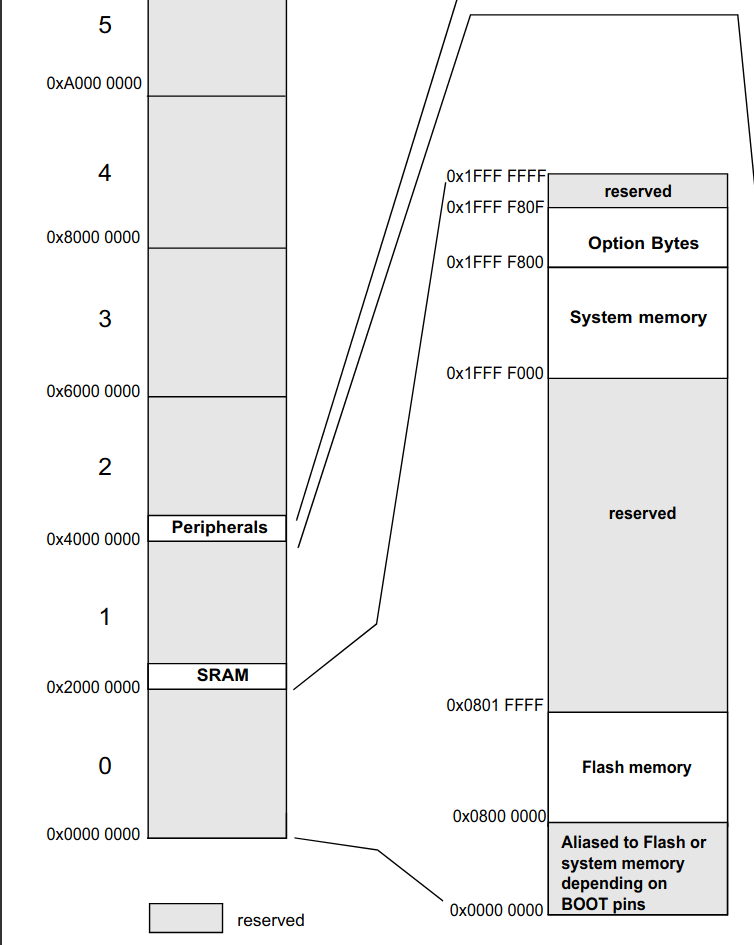 5
0xA000 0000
4
0x8000 0000
3
0x6000 0000
2
Peripherals
0x4000 0000
1
SRAM
0x2000 0000
0
0x0000 0000
reserved
0x1FFF FFFF
reserved
0x1FFF F80F
Option Bytes
0x1FFF F800
System memory
0x1FFF F000
reserved
0x0801 FFFF
Flash memory
0x0800 0000
Aliased to Flash or
system memory
depending on
BOOT pins
0x0000 0000